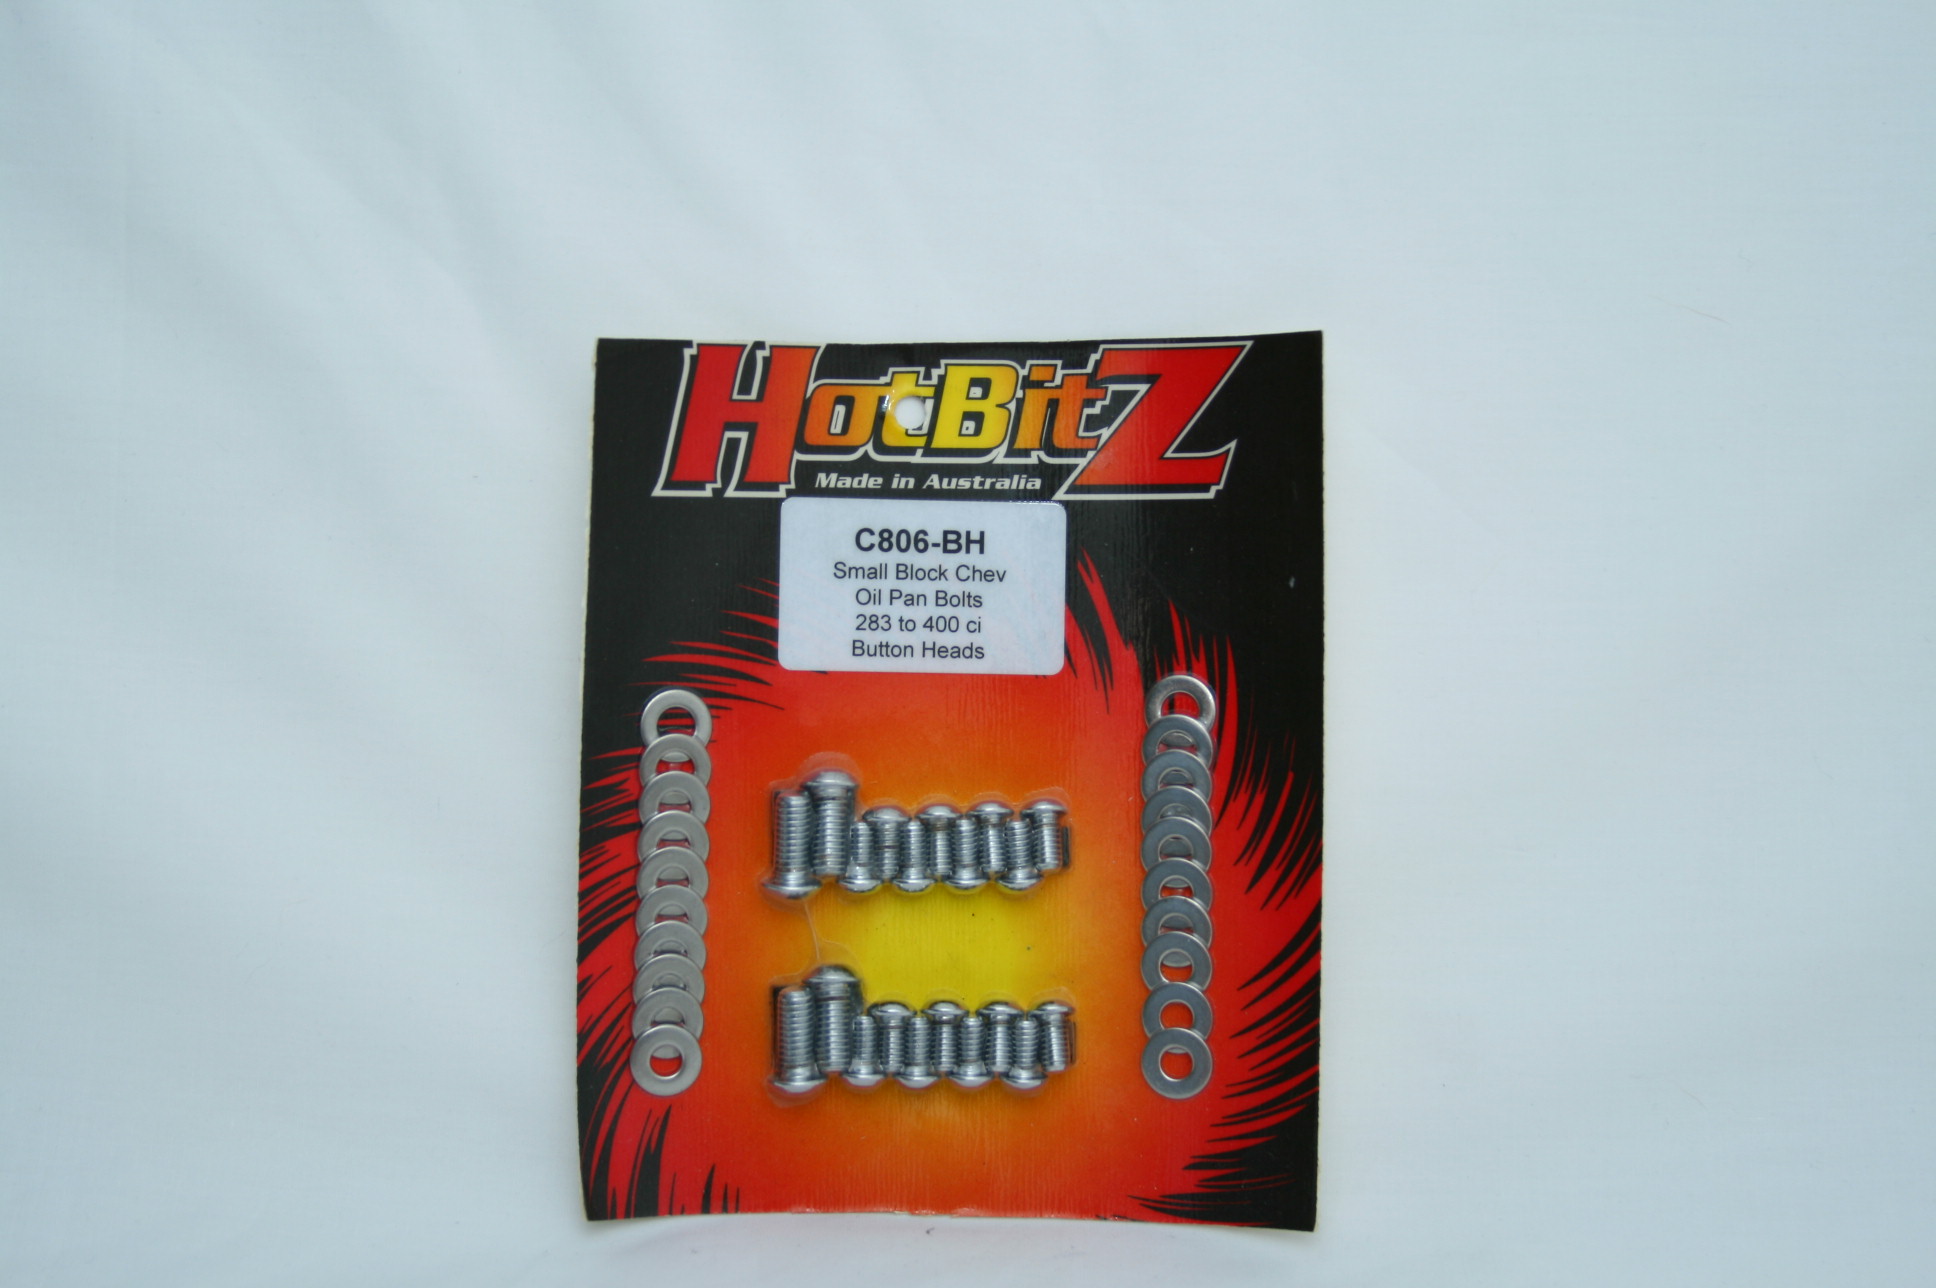 HotBitZ
Made in Australia
C806-BH
Small Block Chev
Oil Pan Bolts
283 to 400 ci
Button Heads